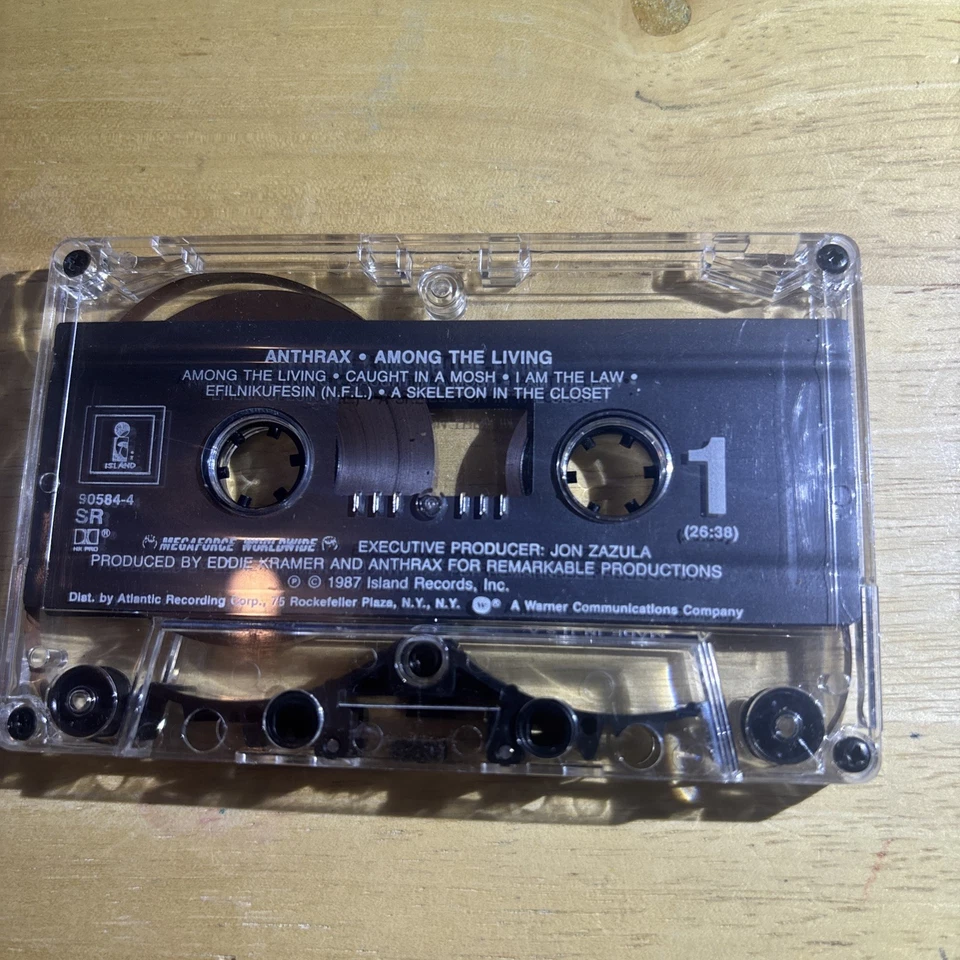 ANTHRAX • AMONG THE LIVING
AMONG THE LIVING • CAUGHT IN A MOSH • I AM THE LAW •
EFILNIKUFESIN (N.F.L.) • A SKELETON IN THE CLOSET
ISLAND
1
90584-4
SR
(26:38)
HX PRO
MEGAFORCE WORLDWIDE EXECUTIVE PRODUCER: JON ZAZULA
PRODUCED BY EDDIE KRAMER AND ANTHRAX FOR REMARKABLE PRODUCTIONS
℗ © 1987 Island Records, Inc.
Dist. by Atlantic Recording Corp., 75 Rockefeller Plaza, N.Y., N.Y. W® A Warner Communications Company